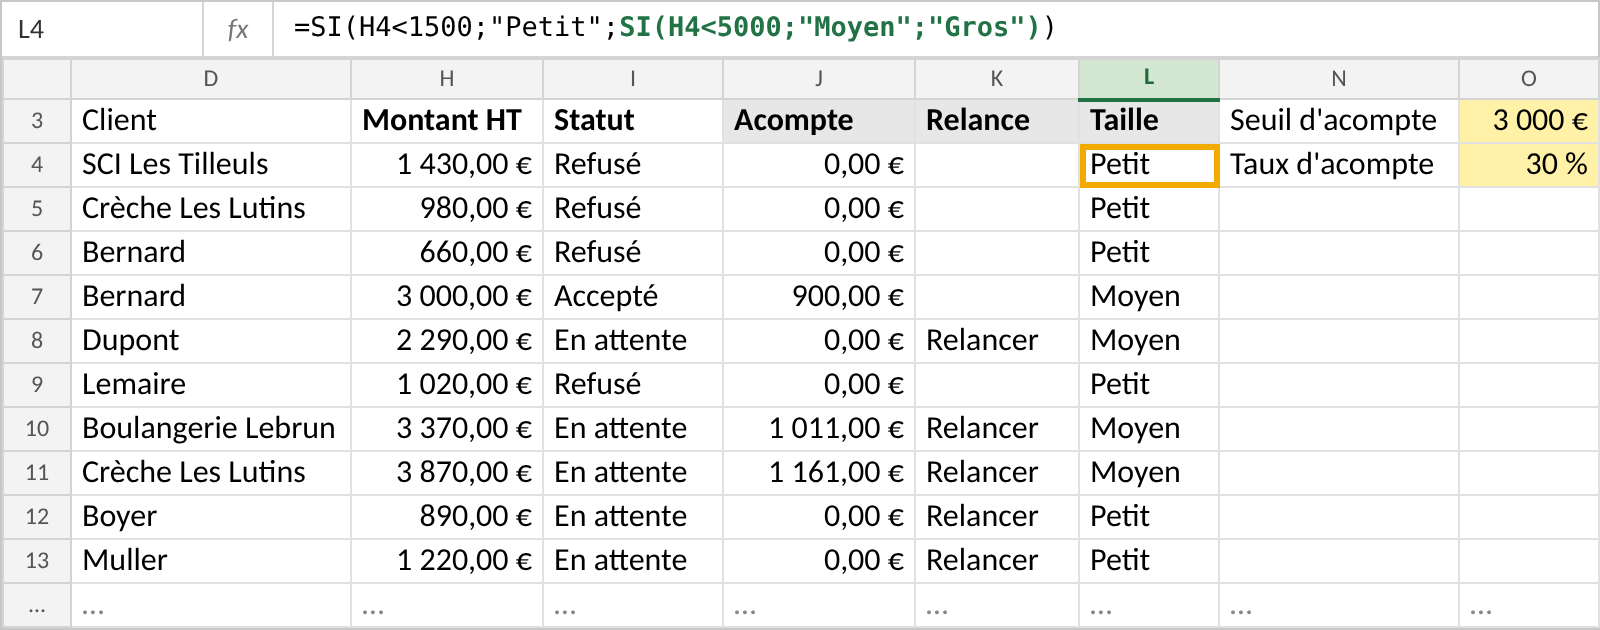 L4 fx =SI(H4<1500;"Petit";SI(H4<5000;"Moyen";"Gros"))
D H I J K L N O
3 Client Montant HT Statut Acompte Relance Taille Seuil d'acompte 3 000 €
4 SCI Les Tilleuls 1 430,00 € Refusé 0,00 € Petit Taux d'acompte 30 %
5 Crèche Les Lutins 980,00 € Refusé 0,00 € Petit
6 Bernard 660,00 € Refusé 0,00 € Petit
7 Bernard 3 000,00 € Accepté 900,00 € Moyen
8 Dupont 2 290,00 € En attente 0,00 € Relancer Moyen
9 Lemaire 1 020,00 € Refusé 0,00 € Petit
10 Boulangerie Lebrun 3 370,00 € En attente 1 011,00 € Relancer Moyen
11 Crèche Les Lutins 3 870,00 € En attente 1 161,00 € Relancer Moyen
12 Boyer 890,00 € En attente 0,00 € Relancer Petit
13 Muller 1 220,00 € En attente 0,00 € Relancer Petit
... ... ... ... ... ... ... ... ...